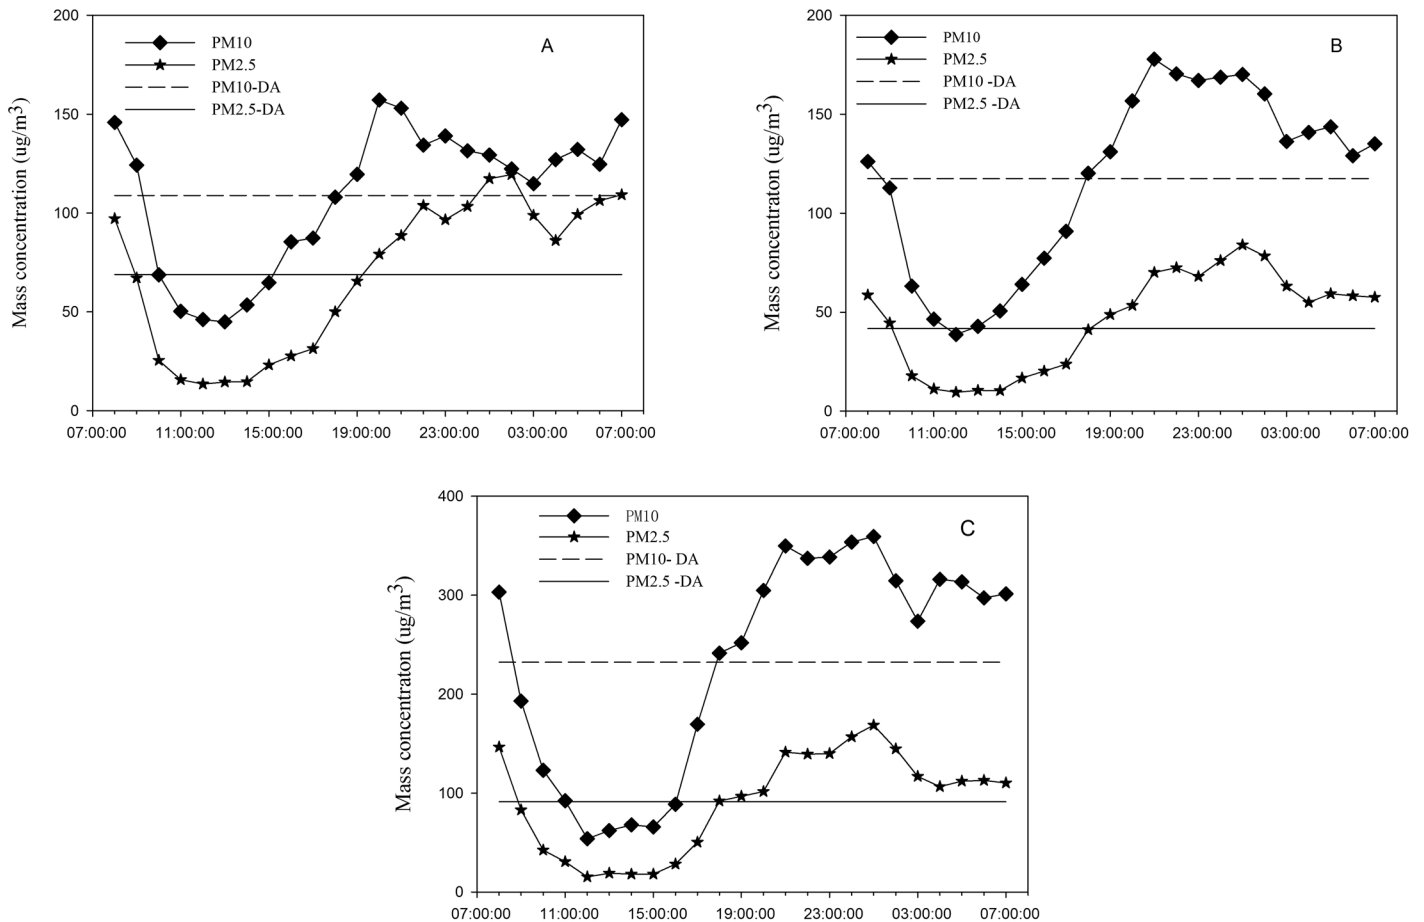 200
150
100
50
0
Mass concentration (ug/m3)
PM10
PM2.5
PM10-DA
PM2.5-DA
A
07:00:00 11:00:00 15:00:00 19:00:00 23:00:00 03:00:00 07:00:00
200
150
100
50
0
Mass concentraton (ug/m3)
PM10
PM2.5
PM10 -DA
PM2.5 -DA
B
07:00:00 11:00:00 15:00:00 19:00:00 23:00:00 03:00:00 07:00:00
400
300
200
100
0
Mass concentraton (ug/m3)
PM10
PM2.5
PM10- DA
PM2.5 -DA
C
07:00:00 11:00:00 15:00:00 19:00:00 23:00:00 03:00:00 07:00:00